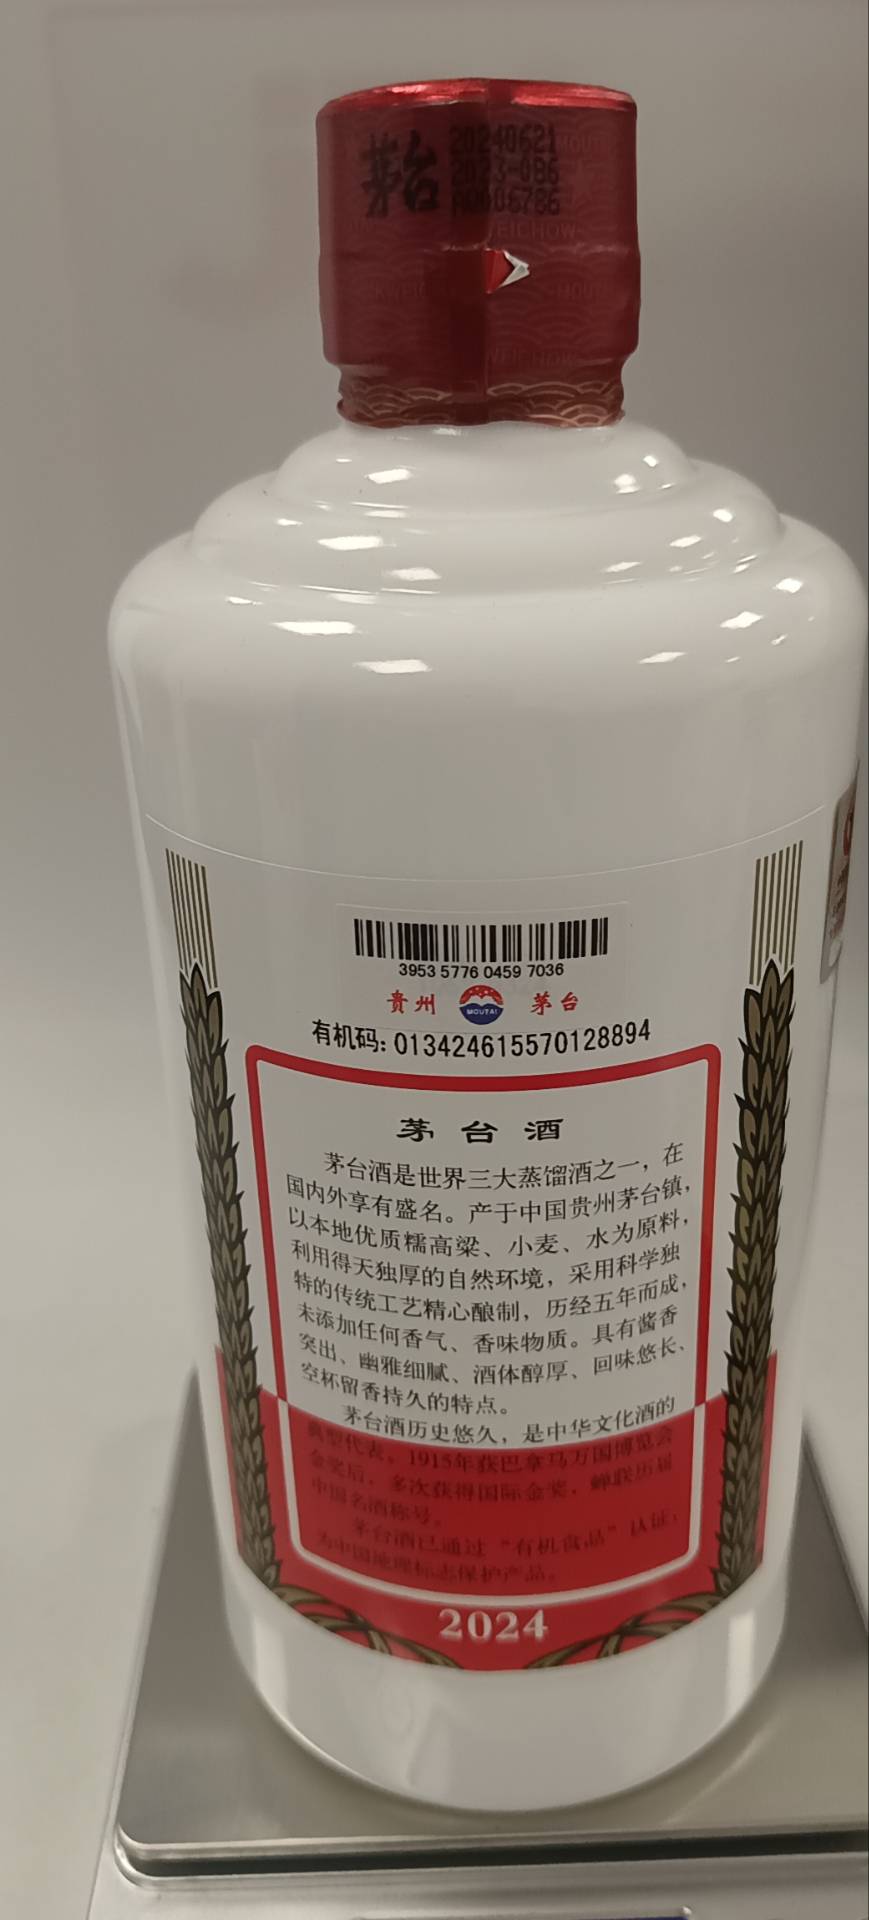 茅台
20240621
2023-086
A0006786
3953 5776 0459 7036
贵州 MOUTAI 茅台
有机码:013424615570128894
茅台酒
茅台酒是世界三大蒸馏酒之一，在
国内外享有盛名。产于中国贵州茅台镇，
以本地优质糯高粱、小麦、水为原料，
利用得天独厚的自然环境，采用科学独
特的传统工艺精心酿制，历经五年而成，
未添加任何香气、香味物质。具有酱香
突出、幽雅细腻、酒体醇厚、回味悠长、
空杯留香持久的特点。
茅台酒历史悠久，是中华文化酒的
典型代表。1915年获巴拿马万国博览会
金奖后，多次获得国际金奖，蝉联历届
中国名酒称号。
茅台酒已通过“有机食品”认证，
为中国地理标志保护产品。
2024